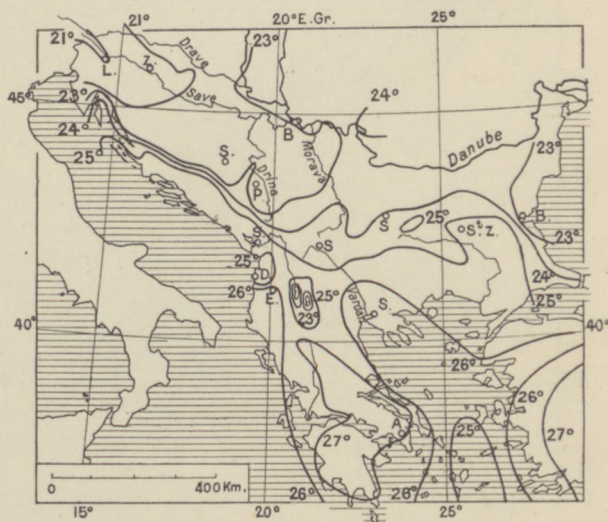 21° 20°E.Gr. 25°
21° Drave 23°
L. Z.
Save
45° 23° 24°
B
24° Morava Danube
25° S. Drina 23°
S 25° B.
S. S S.t Z. 23°
25° D. 24°
26° E. 25° Vardar S. 25°
23°
40° 40°
26°
26°
A 25°
27° 27°
0 400 Km. 26° 26°
15° 20° 25°